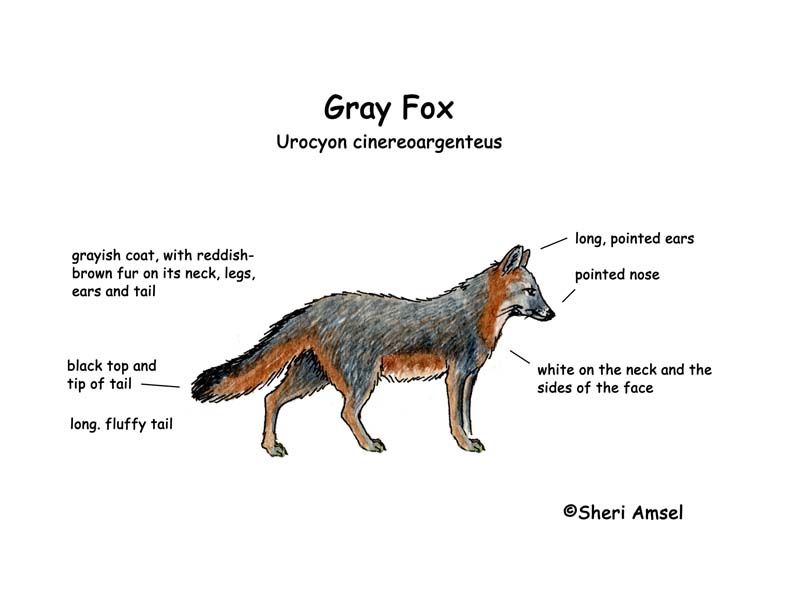 Gray Fox
Urocyon cinereoargenteus
long, pointed ears
grayish coat, with reddish-
brown fur on its neck, legs,
ears and tail
pointed nose
black top and
tip of tail
white on the neck and the
sides of the face
long. fluffy tail
©Sheri Amsel